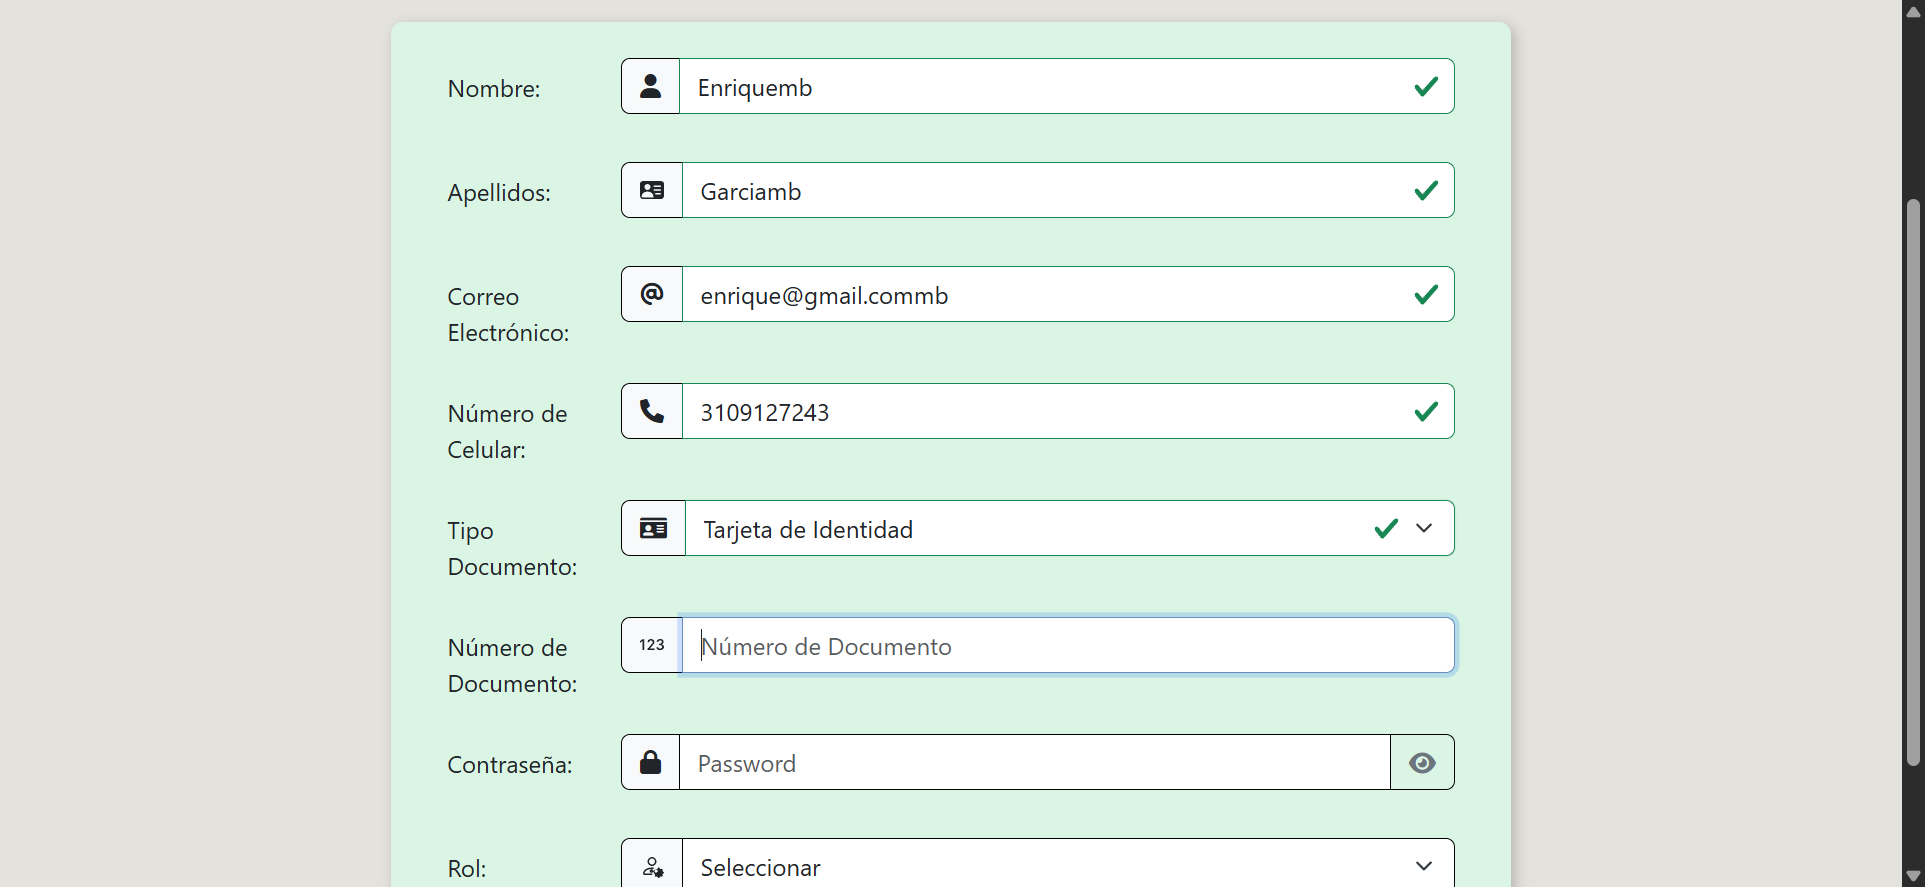 Nombre:
Enriquemb
Apellidos:
Garciamb
Correo
Electrónico:
@
enrique@gmail.commb
Número de
Celular:
3109127243
Tipo
Documento:
Tarjeta de Identidad
Número de
Documento:
123
Número de Documento
Contraseña:
Password
Rol:
Seleccionar